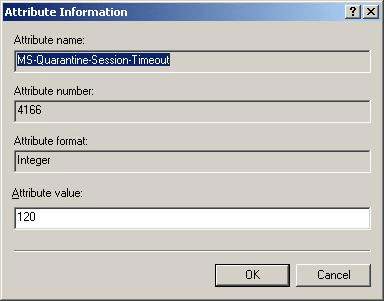 Attribute Information
Attribute name:
MS-Quarantine-Session-Timeout
Attribute number:
4166
Attribute format:
Integer
Attribute value:
120
OK
Cancel